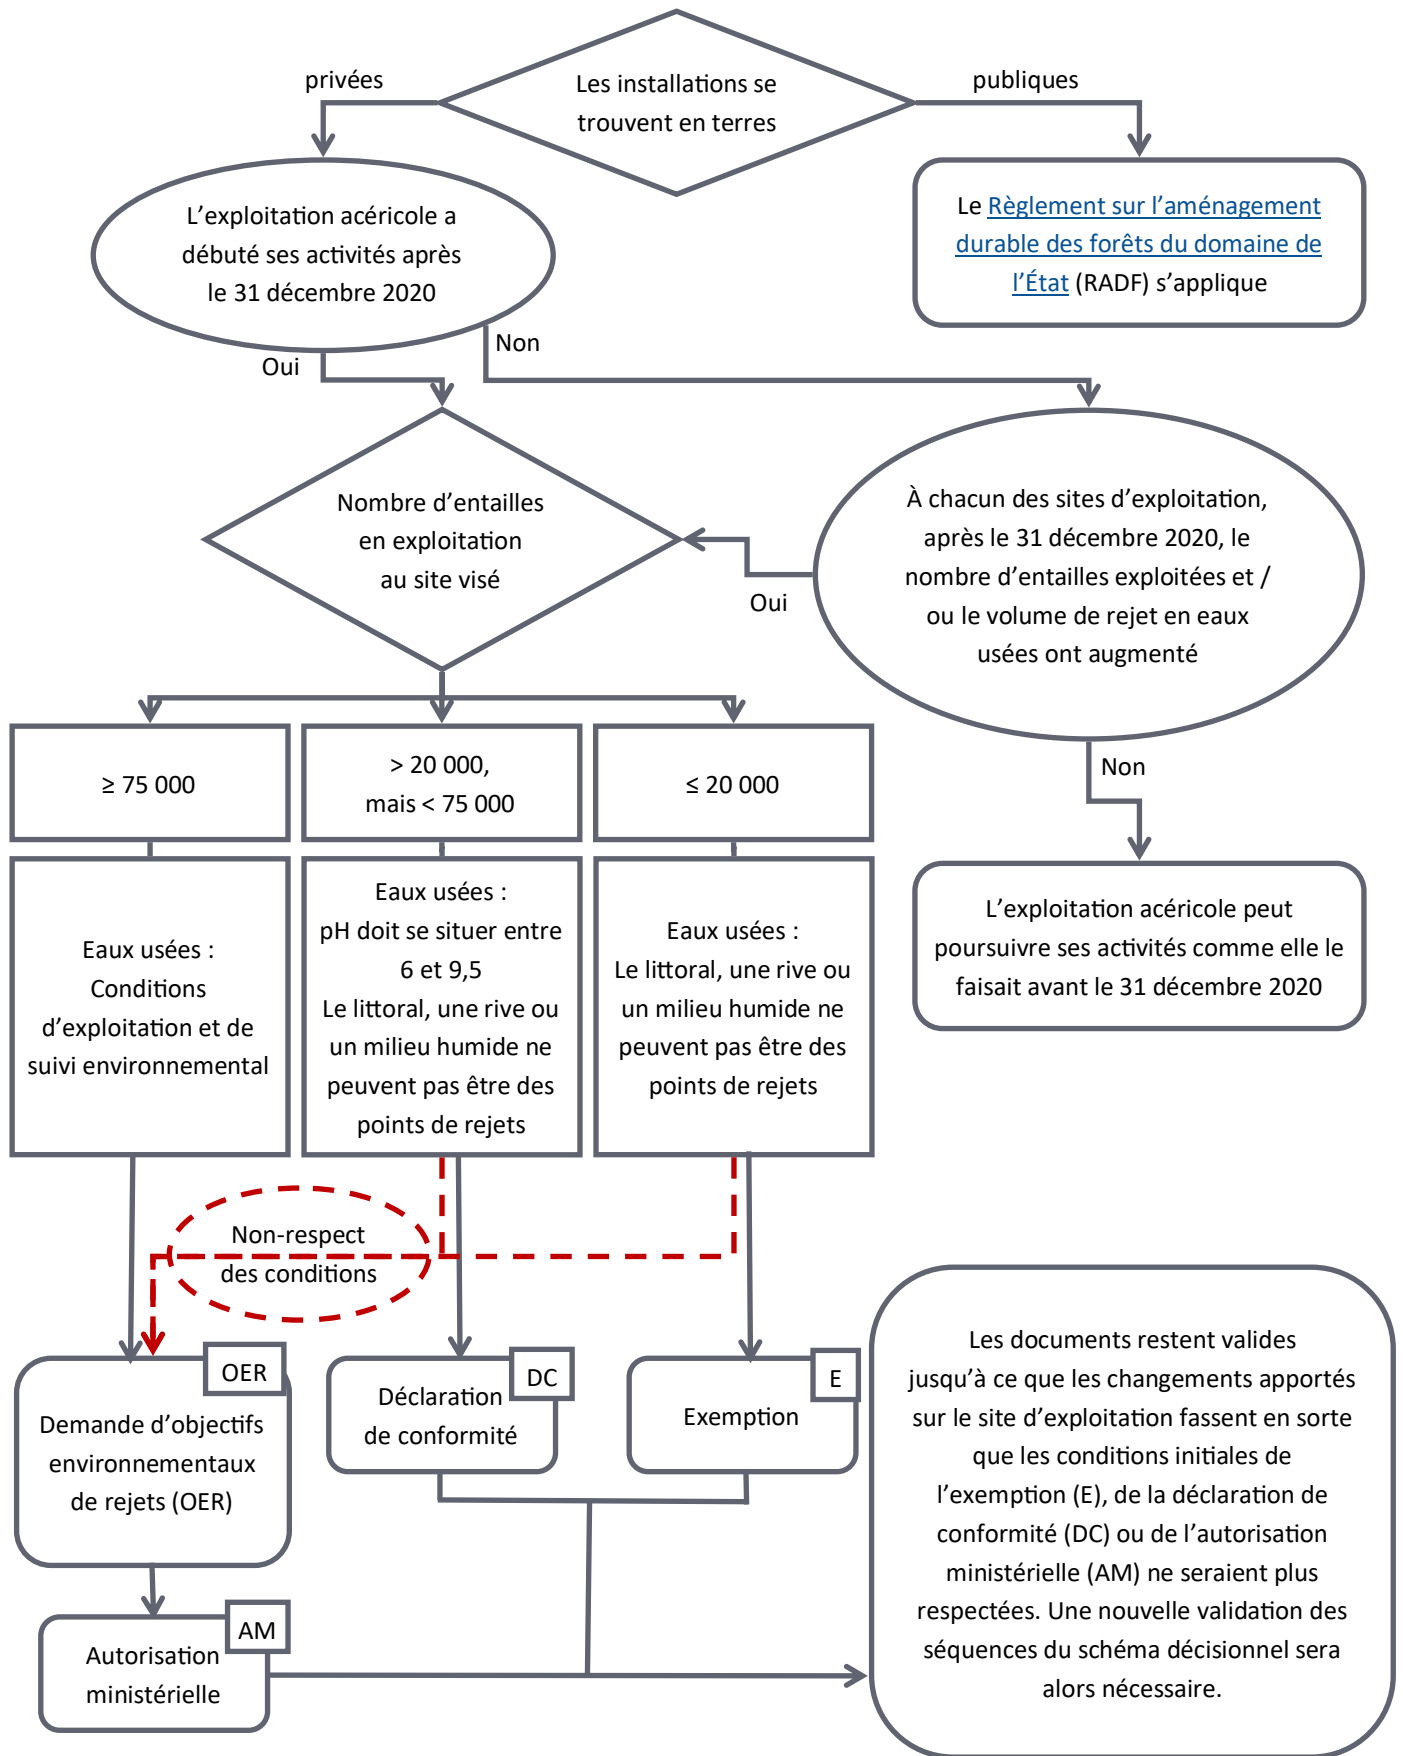 Les installations se
trouvent en terres
privées
publiques
L'exploitation acéricole a
débuté ses activités après
le 31 décembre 2020
Le Règlement sur l'aménagement
durable des forêts du domaine de
l'État (RADF) s'applique
Oui
Non
Nombre d'entailles
en exploitation
au site visé
À chacun des sites d'exploitation,
après le 31 décembre 2020, le
nombre d'entailles exploitées et /
ou le volume de rejet en eaux
usées ont augmenté
Oui
Non
≥ 75 000
> 20 000,
mais < 75 000
≤ 20 000
L'exploitation acéricole peut
poursuivre ses activités comme elle le
faisait avant le 31 décembre 2020
Eaux usées :
Conditions
d'exploitation et de
suivi environnemental
Eaux usées :
pH doit se situer entre
6 et 9,5
Le littoral, une rive ou
un milieu humide ne
peuvent pas être des
points de rejets
Eaux usées :
Le littoral, une rive ou
un milieu humide ne
peuvent pas être des
points de rejets
Non-respect
des conditions
OER
Demande d'objectifs
environnementaux
de rejets (OER)
DC
Déclaration
de conformité
E
Exemption
AM
Autorisation
ministérielle
Les documents restent valides
jusqu'à ce que les changements apportés
sur le site d'exploitation fassent en sorte
que les conditions initiales de
l'exemption (E), de la déclaration de
conformité (DC) ou de l'autorisation
ministérielle (AM) ne seraient plus
respectées. Une nouvelle validation des
séquences du schéma décisionnel sera
alors nécessaire.